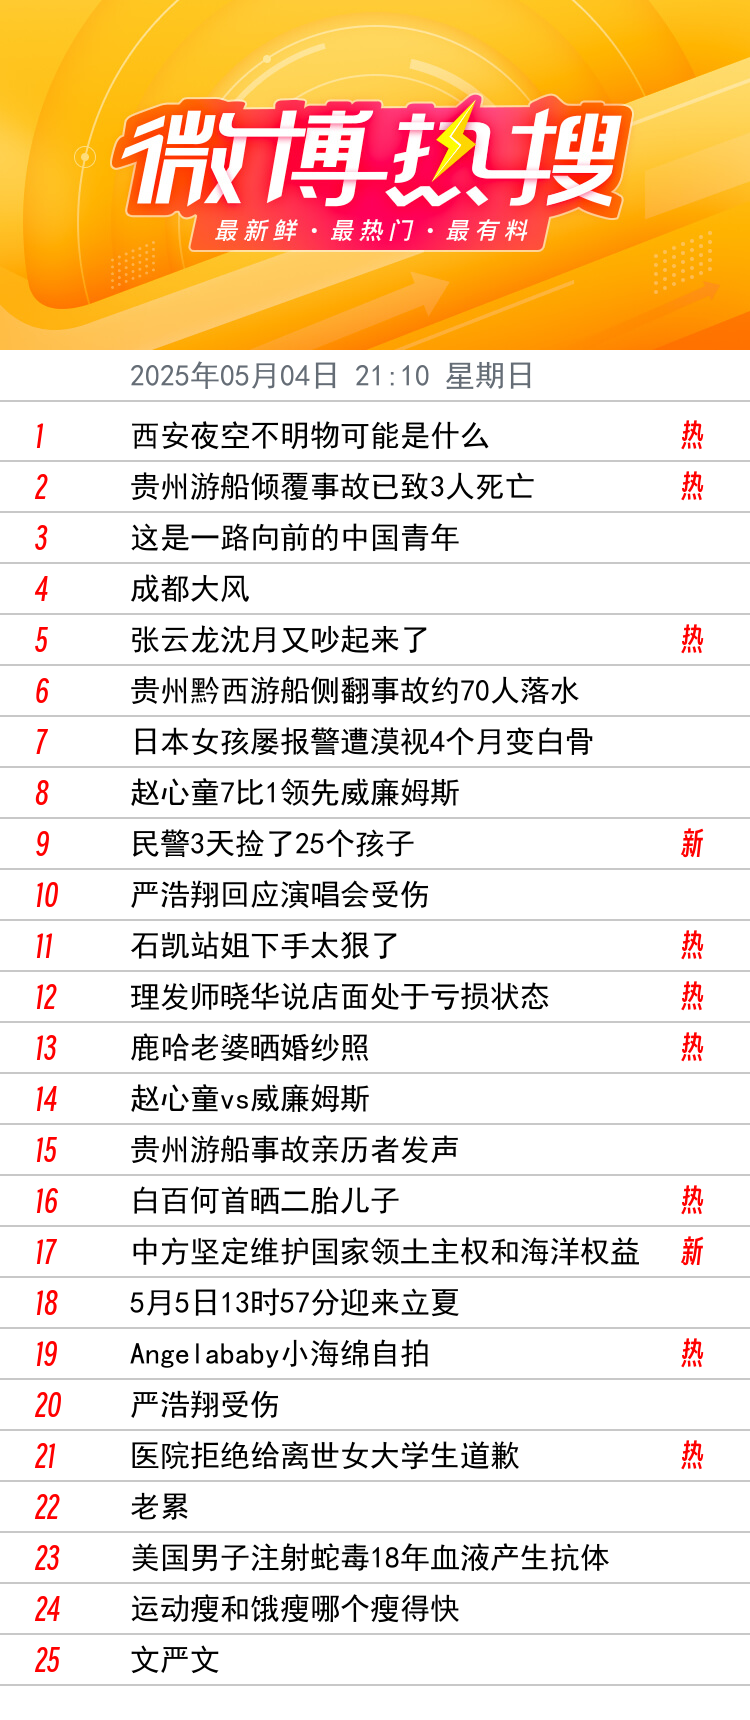 微博热搜
最新鲜·最热门·最有料
2025年05月04日 21:10 星期日
1 西安夜空不明物可能是什么 热
2 贵州游船倾覆事故已致3人死亡 热
3 这是一路向前的中国青年
4 成都大风
5 张云龙沈月又吵起来了 热
6 贵州黔西游船侧翻事故约70人落水
7 日本女孩屡报警遭漠视4个月变白骨
8 赵心童7比1领先威廉姆斯
9 民警3天捡了25个孩子 新
10 严浩翔回应演唱会受伤
11 石凯站姐下手太狠了 热
12 理发师晓华说店面处于亏损状态 热
13 鹿哈老婆晒婚纱照 热
14 赵心童vs威廉姆斯
15 贵州游船事故亲历者发声
16 白百何首晒二胎儿子 热
17 中方坚定维护国家领土主权和海洋权益 新
18 5月5日13时57分迎来立夏
19 Angelababy小海绵自拍 热
20 严浩翔受伤
21 医院拒绝给离世女大学生道歉 热
22 老累
23 美国男子注射蛇毒18年血液产生抗体
24 运动瘦和饿瘦哪个瘦得快
25 文严文